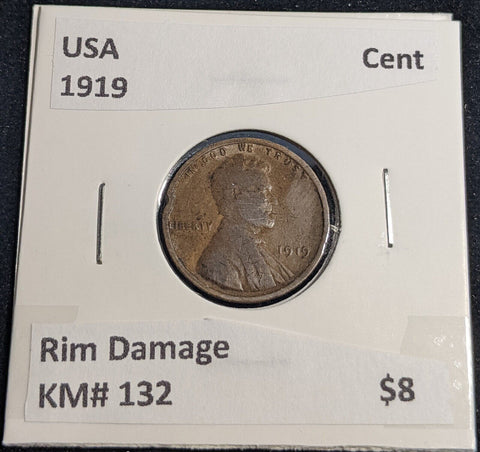 USA
Cent
1919
IN GOD WE TRUST
LIBERTY
1919
Rim Damage
KM# 132
$8